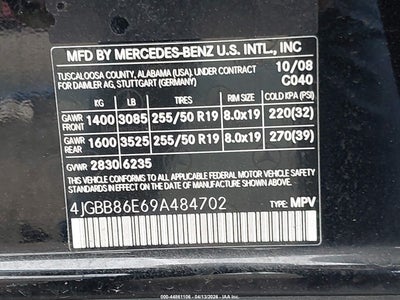 MFD BY MERCEDES-BENZ U.S. INTL., INC
TUSCALOOSA COUNTY, ALABAMA (USA). UNDER CONTRACT 10/08
FOR DAIMLER AG, STUTTGART (GERMANY) C040
KG LB TIRES RIM SIZE COLD KPA (PSI)
GAWR FRONT 1400 3085 255/50 R19 8.0x19 220(32)
GAWR REAR 1600 3525 255/50 R19 8.0x19 270(39)
GVWR 2830 6235
THIS VEHICLE CONFORMS TO ALL APPLICABLE FEDERAL MOTOR VEHICLE
SAFETY STANDARDS IN EFFECT ON THE DATE OF MANUFACTURE SHOWN ABOVE.
4JGBB86E69A484702 TYPE: MPV